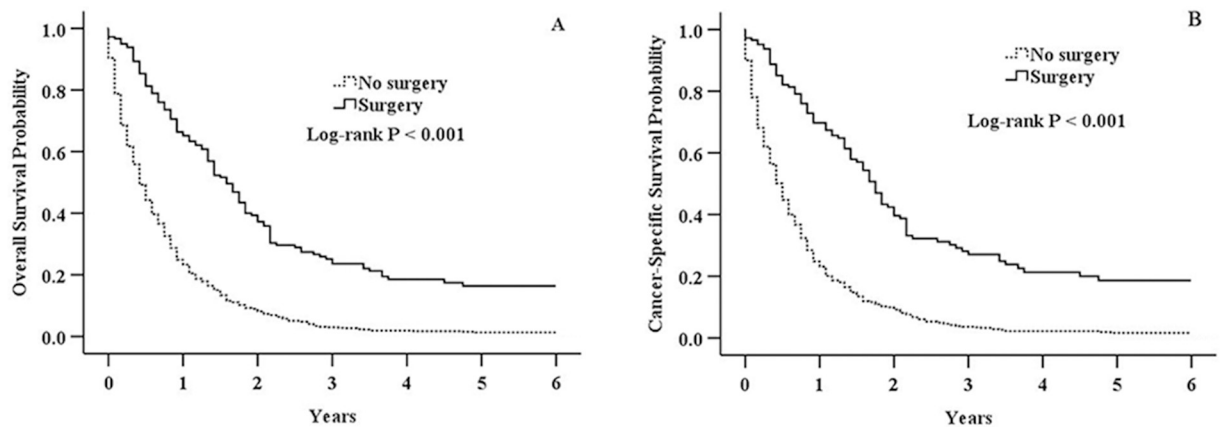 A
Overall Survival Probability
1.0
0.8
0.6
0.4
0.2
0.0
No surgery
Surgery
Log-rank P < 0.001
0 1 2 3 4 5 6
Years
B
Cancer-Specific Survival Probability
1.0
0.8
0.6
0.4
0.2
0.0
No surgery
Surgery
Log-rank P < 0.001
0 1 2 3 4 5 6
Years